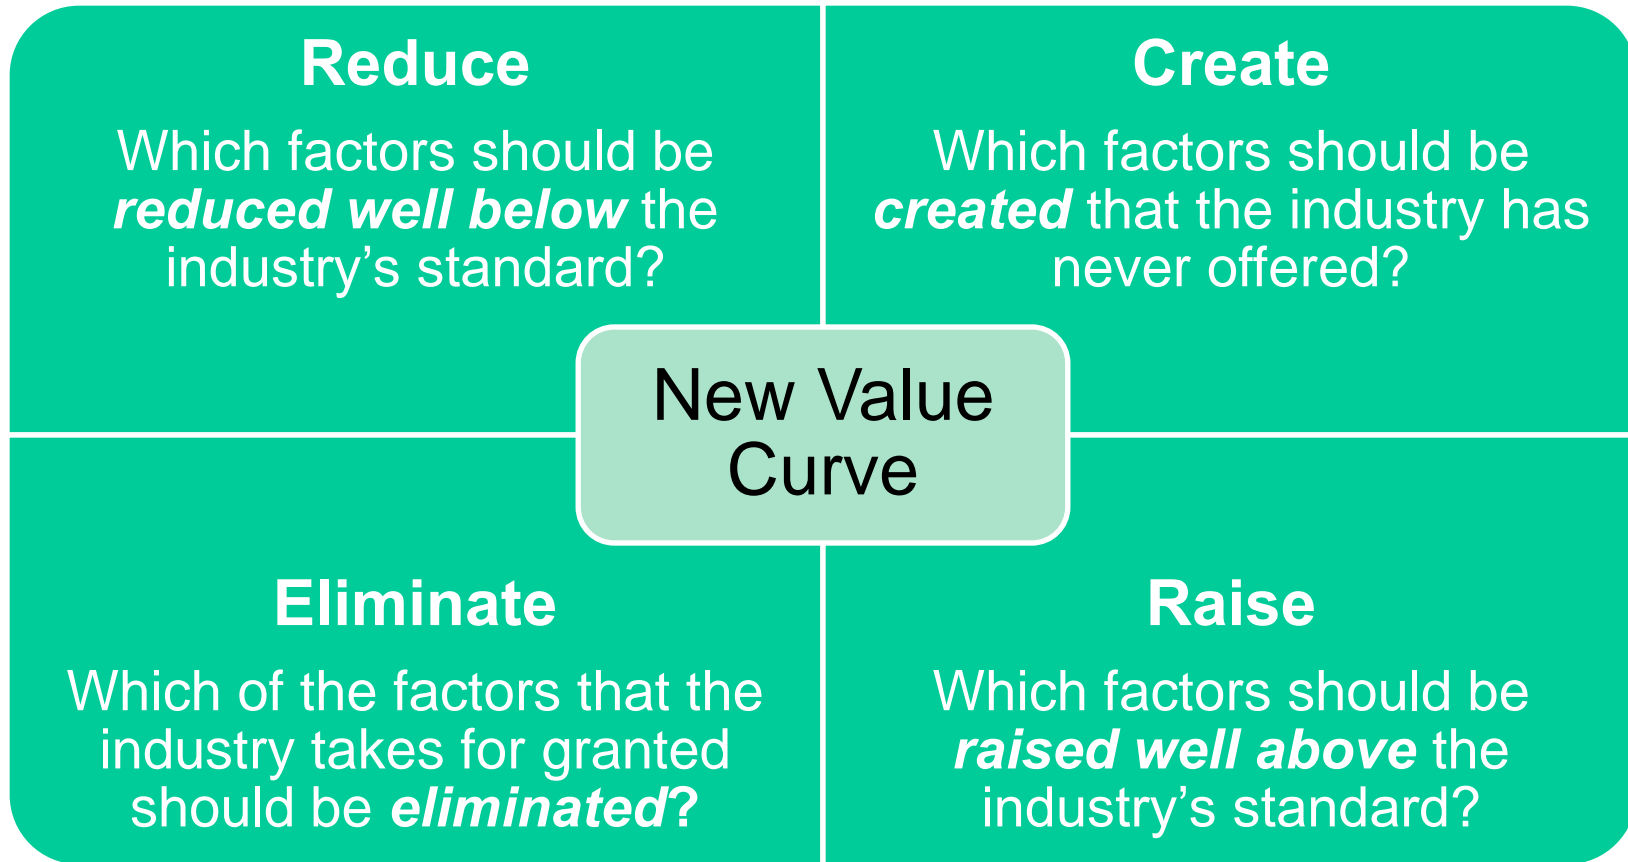 Reduce
Which factors should be
reduced well below the
industry’s standard?
Create
Which factors should be
created that the industry has
never offered?
New Value
Curve
Eliminate
Which of the factors that the
industry takes for granted
should be eliminated?
Raise
Which factors should be
raised well above the
industry’s standard?